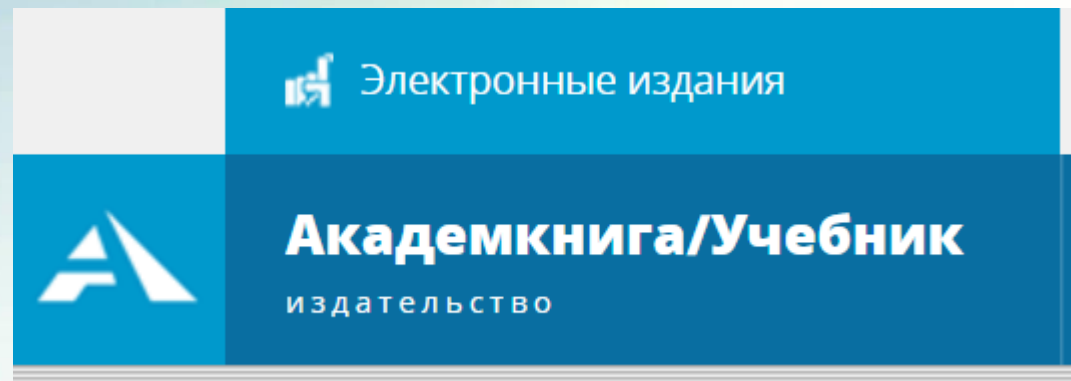 Электронные издания
Академкнига/Учебник
издательство